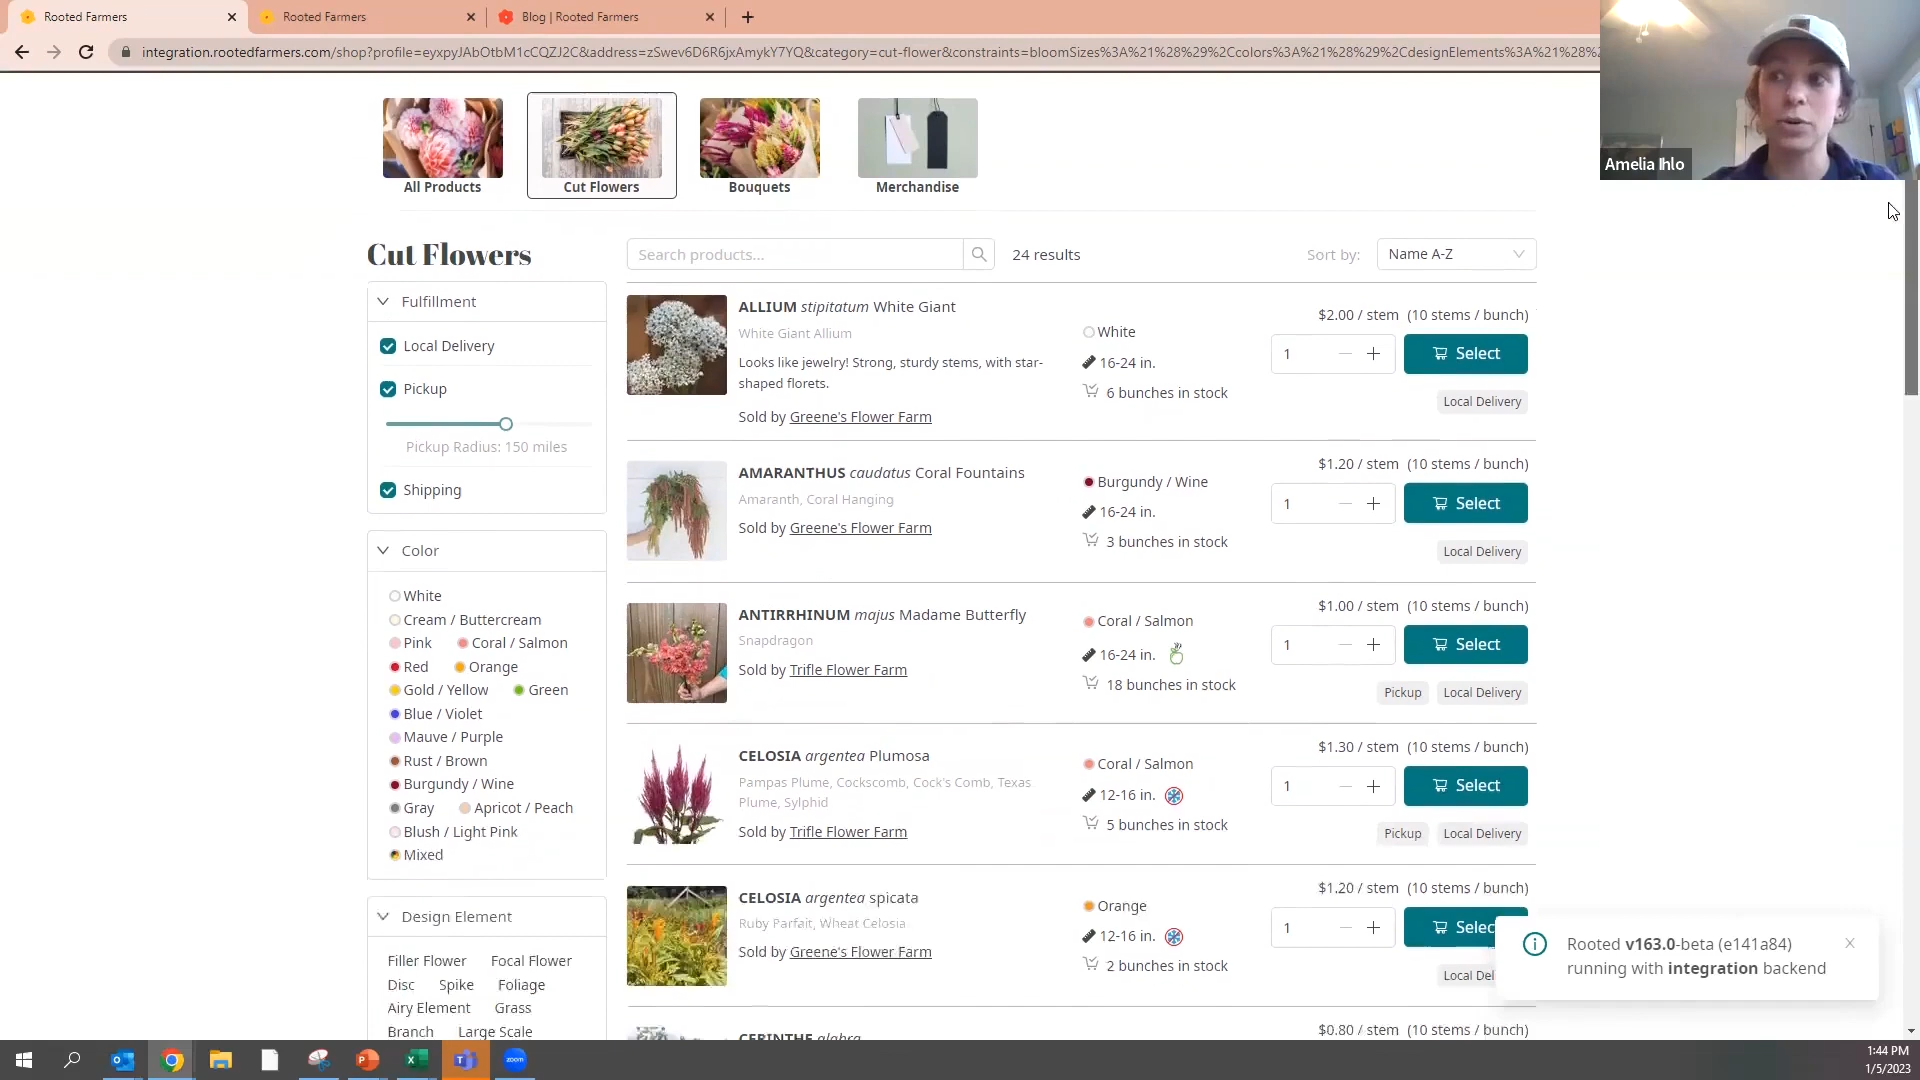 Rooted Farmers
Rooted Farmers
Blog | Rooted Farmers
integration.rootedfarmers.com/shop?profile=eyxpyJAbOtbM1cCQZJ2C&address=zSwev6D6R6jxAmykY7YQ&category=cut-flower&constraints=bloomSizes%3A%21%28%29%2Ccolors%3A%21%28%29%2CdesignElements%3A%21%28%2
Amelia Ihlo
All Products
Cut Flowers
Bouquets
Merchandise
Cut Flowers
Search products...
24 results
Sort by:
Name A-Z
Fulfillment
Local Delivery
Pickup
Pickup Radius: 150 miles
Shipping
Color
White
Cream / Buttercream
Pink Coral / Salmon
Red Orange
Gold / Yellow Green
Blue / Violet
Mauve / Purple
Rust / Brown
Burgundy / Wine
Gray Apricot / Peach
Blush / Light Pink
Mixed
Design Element
Filler Flower Focal Flower
Disc Spike Foliage
Airy Element Grass
Branch Large Scale
ALLIUM stipitatum White Giant
White Giant Allium
Looks like jewelry! Strong, sturdy stems, with star-
shaped florets.
Sold by Greene's Flower Farm
White
16-24 in.
6 bunches in stock
$2.00 / stem (10 stems / bunch)
1
Select
Local Delivery
AMARANTHUS caudatus Coral Fountains
Amaranth, Coral Hanging
Sold by Greene's Flower Farm
Burgundy / Wine
16-24 in.
3 bunches in stock
$1.20 / stem (10 stems / bunch)
1
Select
Local Delivery
ANTIRRHINUM majus Madame Butterfly
Snapdragon
Sold by Trifle Flower Farm
Coral / Salmon
16-24 in.
18 bunches in stock
$1.00 / stem (10 stems / bunch)
1
Select
Pickup Local Delivery
CELOSIA argentea Plumosa
Pampas Plume, Cockscomb, Cock's Comb, Texas
Plume, Sylphid
Sold by Trifle Flower Farm
Coral / Salmon
12-16 in.
5 bunches in stock
$1.30 / stem (10 stems / bunch)
1
Select
Pickup Local Delivery
CELOSIA argentea spicata
Ruby Parfait, Wheat Celosia
Sold by Greene's Flower Farm
Orange
12-16 in.
2 bunches in stock
$1.20 / stem (10 stems / bunch)
1
Selec
Local Del
CERINTHE glabra
$0.80 / stem (10 stems / bunch)
Rooted v163.0-beta (e141a84)
running with integration backend
zoom
1:44 PM
1/5/2023